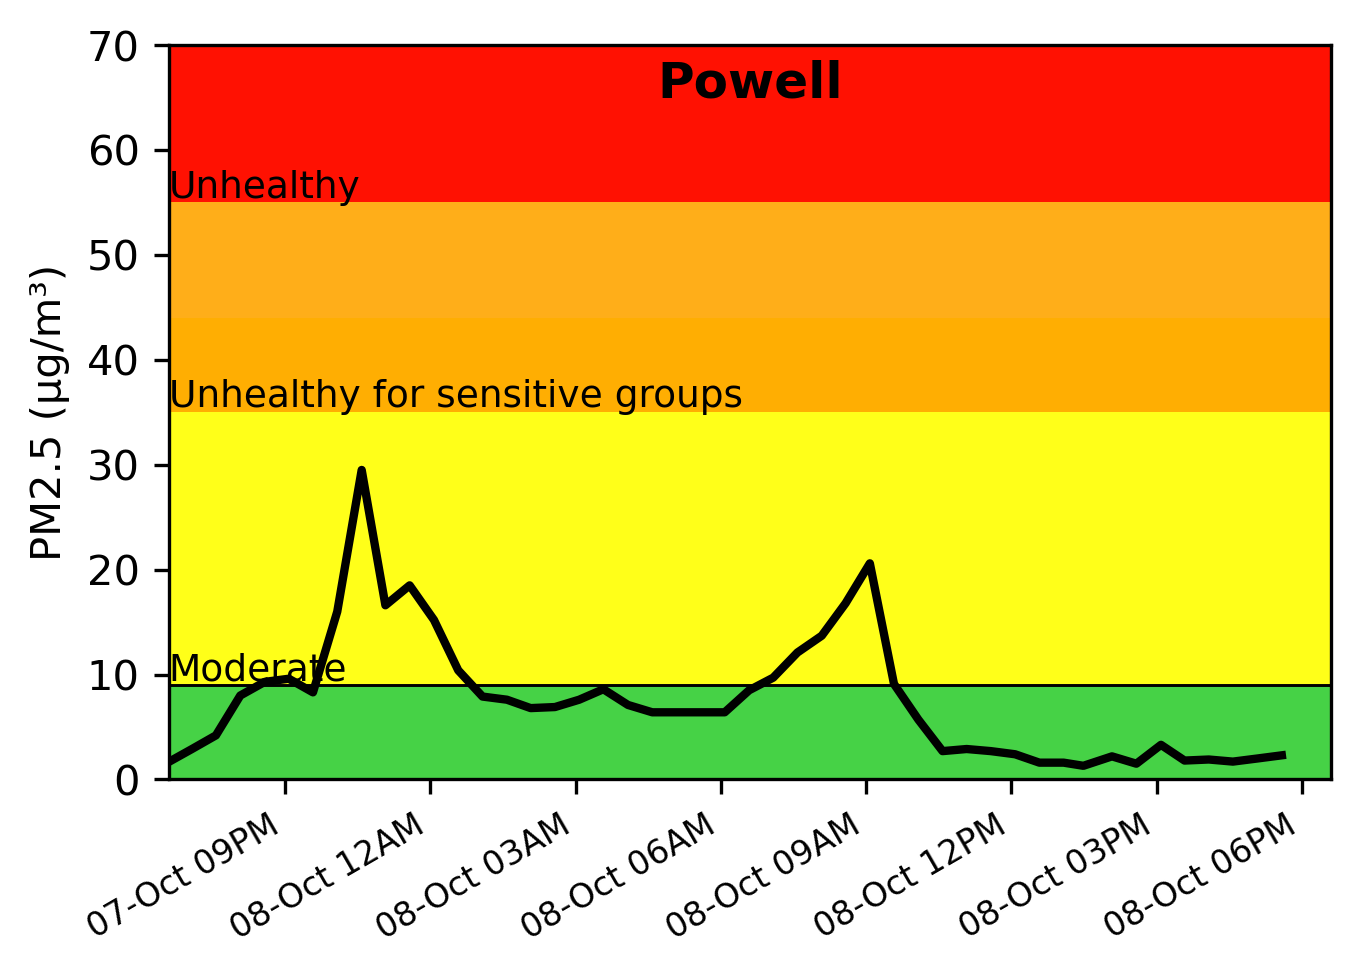 Powell
70
60
50
40
30
20
10
0
PM2.5 (µg/m³)
Unhealthy
Unhealthy for sensitive groups
Moderate
07-Oct 09PM
08-Oct 12AM
08-Oct 03AM
08-Oct 06AM
08-Oct 09AM
08-Oct 12PM
08-Oct 03PM
08-Oct 06PM